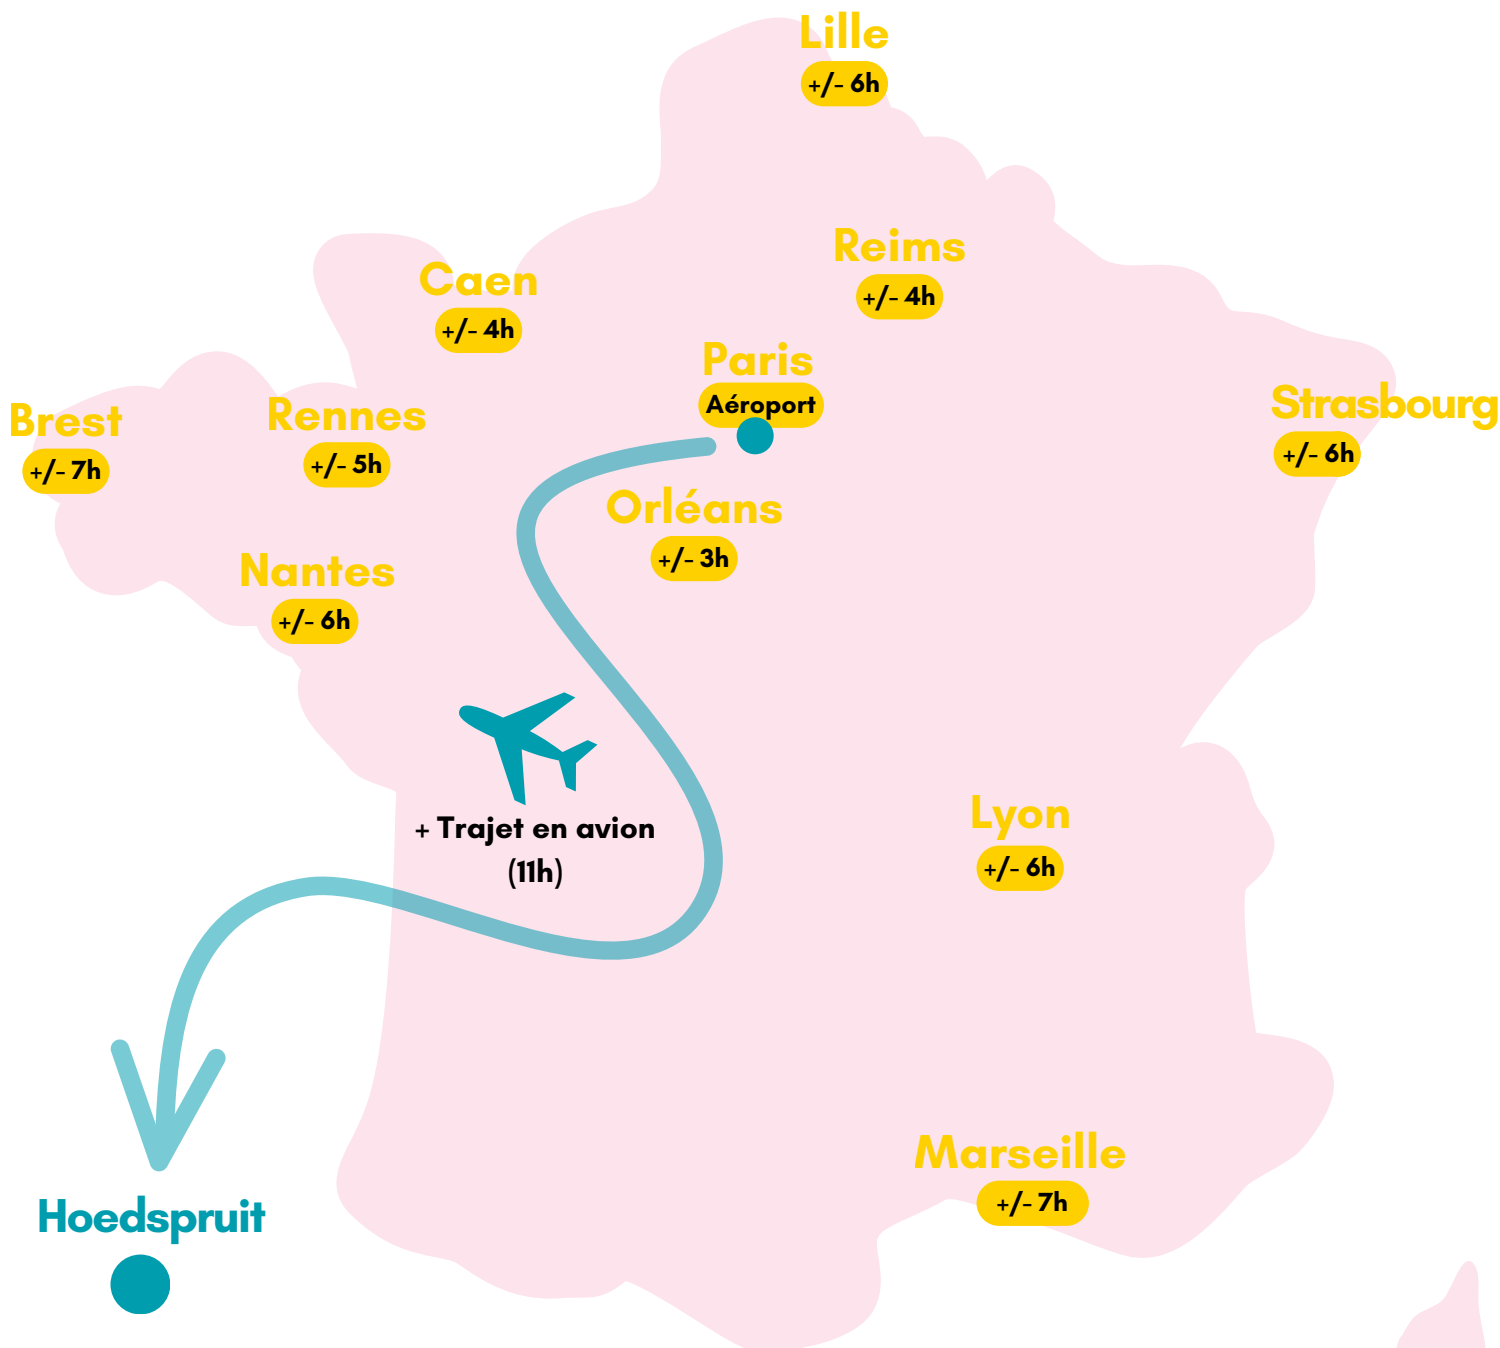 Lille
+/- 6h
Reims
+/- 4h
Caen
+/- 4h
Paris
Aéroport
Brest
+/- 7h
Rennes
+/- 5h
Strasbourg
+/- 6h
Orléans
+/- 3h
Nantes
+/- 6h
+ Trajet en avion
(11h)
Lyon
+/- 6h
Marseille
+/- 7h
Hoedspruit